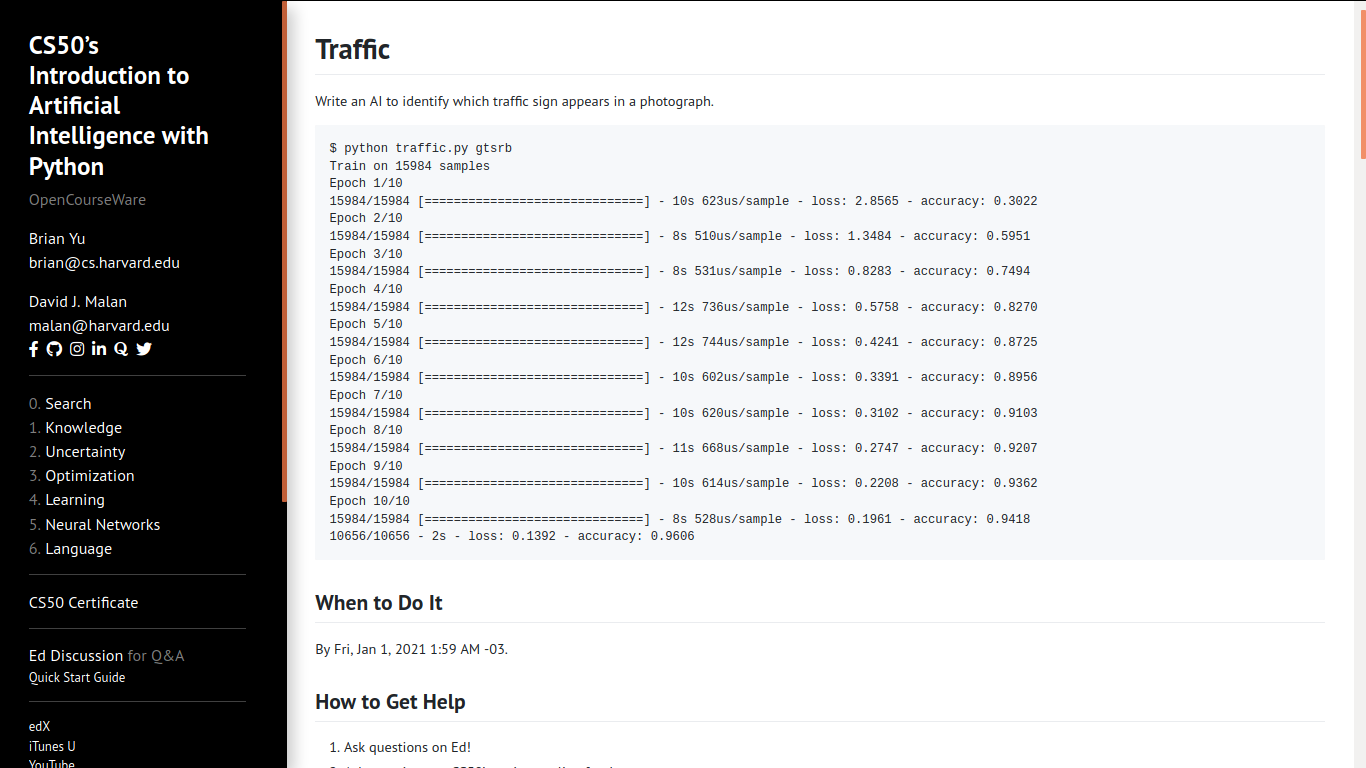 CS50’s
Introduction to
Artificial
Intelligence with
Python
OpenCourseWare
Brian Yu
brian@cs.harvard.edu
David J. Malan
malan@harvard.edu
0. Search
1. Knowledge
2. Uncertainty
3. Optimization
4. Learning
5. Neural Networks
6. Language
CS50 Certificate
Ed Discussion for Q&A
Quick Start Guide
edX
iTunes U
YouTube
Traffic
Write an AI to identify which traffic sign appears in a photograph.
$ python traffic.py gtsrb
Train on 15984 samples
Epoch 1/10
15984/15984 [==============================] - 10s 623us/sample - loss: 2.8565 - accuracy: 0.3022
Epoch 2/10
15984/15984 [==============================] - 8s 510us/sample - loss: 1.3484 - accuracy: 0.5951
Epoch 3/10
15984/15984 [==============================] - 8s 531us/sample - loss: 0.8283 - accuracy: 0.7494
Epoch 4/10
15984/15984 [==============================] - 12s 736us/sample - loss: 0.5758 - accuracy: 0.8270
Epoch 5/10
15984/15984 [==============================] - 12s 744us/sample - loss: 0.4241 - accuracy: 0.8725
Epoch 6/10
15984/15984 [==============================] - 10s 602us/sample - loss: 0.3391 - accuracy: 0.8956
Epoch 7/10
15984/15984 [==============================] - 10s 620us/sample - loss: 0.3102 - accuracy: 0.9103
Epoch 8/10
15984/15984 [==============================] - 11s 668us/sample - loss: 0.2747 - accuracy: 0.9207
Epoch 9/10
15984/15984 [==============================] - 10s 614us/sample - loss: 0.2208 - accuracy: 0.9362
Epoch 10/10
15984/15984 [==============================] - 8s 528us/sample - loss: 0.1961 - accuracy: 0.9418
10656/10656 - 2s - loss: 0.1392 - accuracy: 0.9606
When to Do It
By Fri, Jan 1, 2021 1:59 AM -03.
How to Get Help
1. Ask questions on Ed!